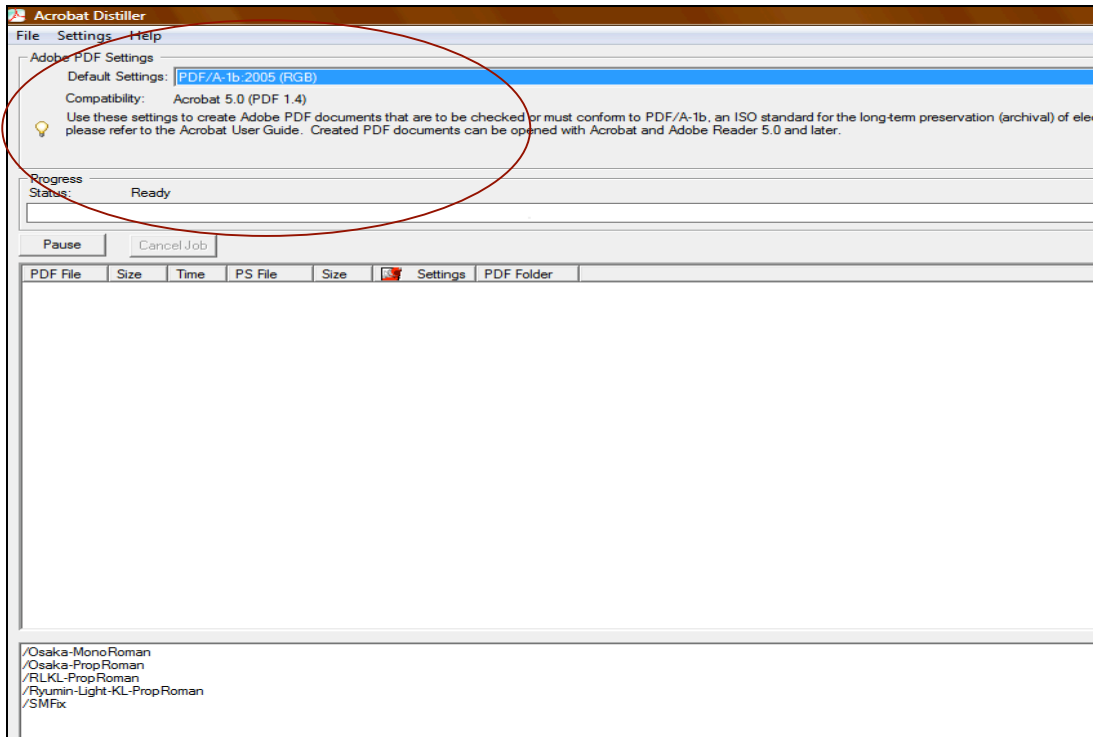 Acrobat Distiller
File Settings Help
Adobe PDF Settings
Default Settings: PDF/A-1b:2005 (RGB)
Compatibility: Acrobat 5.0 (PDF 1.4)
Use these settings to create Adobe PDF documents that are to be checked or must conform to PDF/A-1b, an ISO standard for the long-term preservation (archival) of ele
please refer to the Acrobat User Guide. Created PDF documents can be opened with Acrobat and Adobe Reader 5.0 and later.
Progress
Status: Ready
Pause Cancel Job
PDF File Size Time PS File Size Settings PDF Folder
/Osaka-MonoRoman
/Osaka-PropRoman
/RLKL-PropRoman
/Ryumin-Light-KL-PropRoman
/SMFix